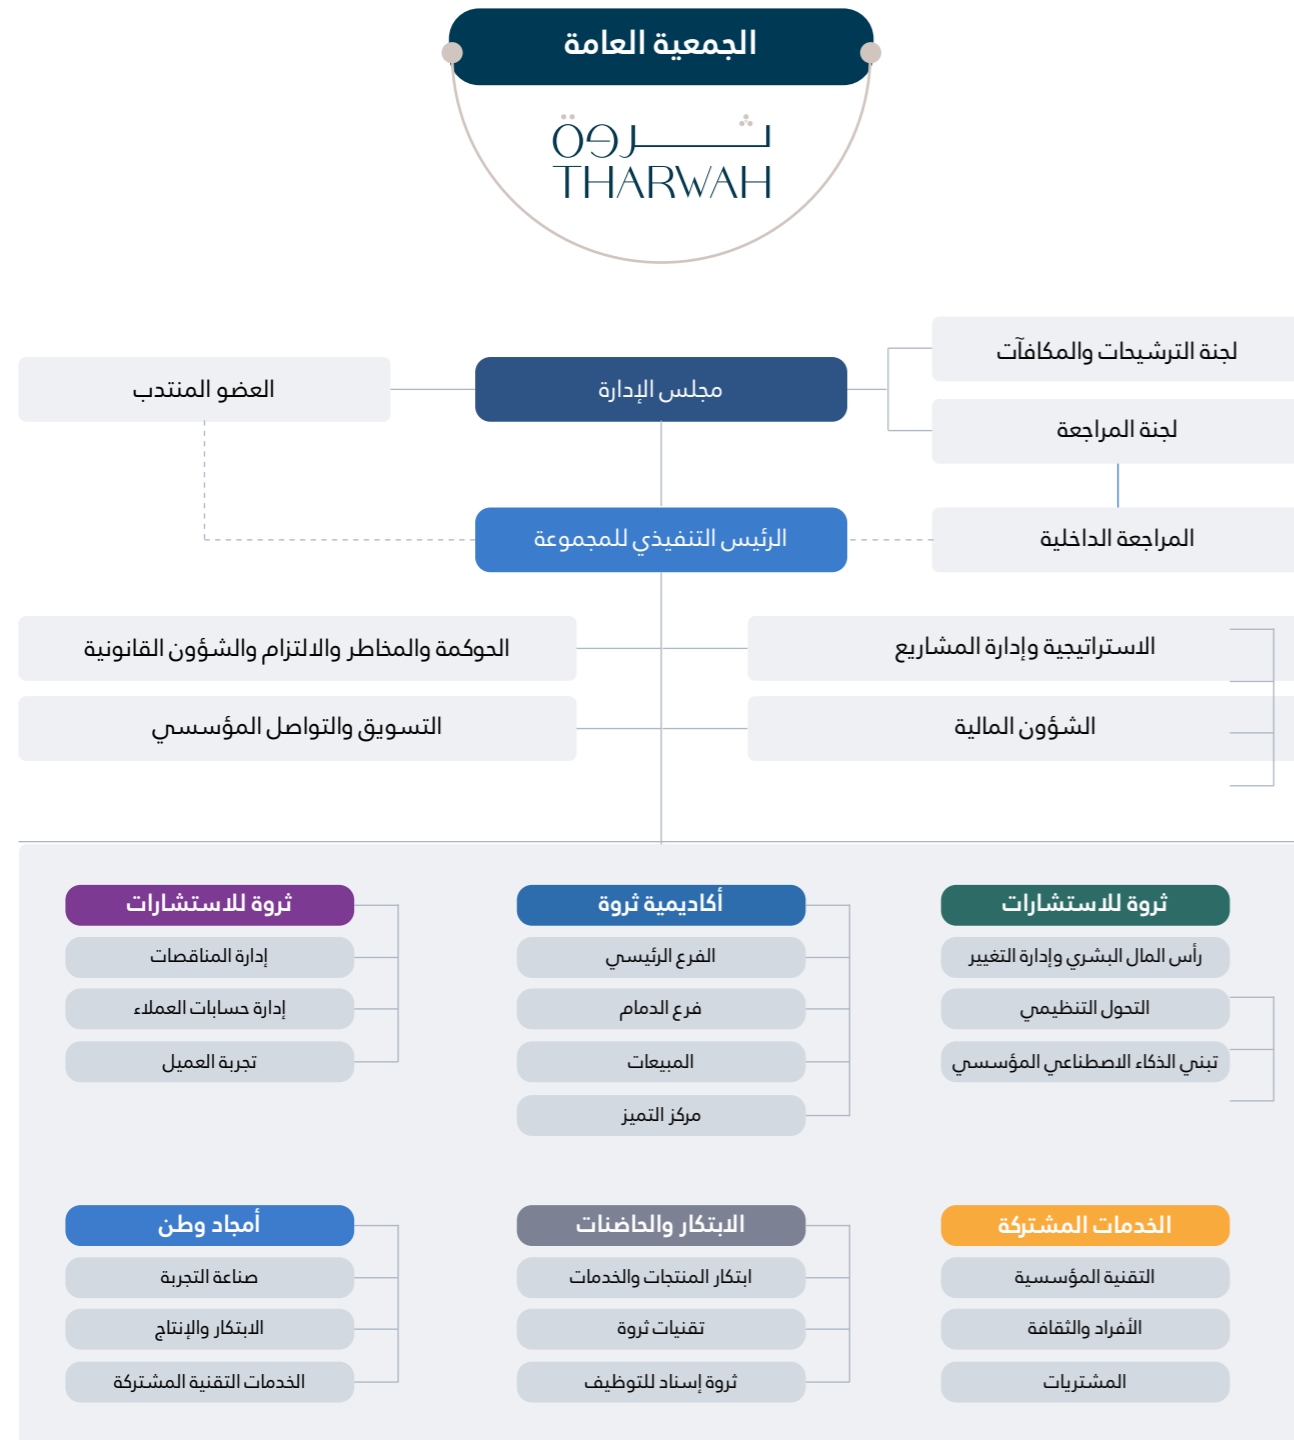 الجمعية العامة
ثروة
THARWAH
لجنة الترشيحات والمكافآت
مجلس الإدارة
العضو المنتدب
لجنة المراجعة
المراجعة الداخلية
الرئيس التنفيذي للمجموعة
الاستراتيجية وإدارة المشاريع
الحوكمة والمخاطر والالتزام والشؤون القانونية
الشؤون المالية
التسويق والتواصل المؤسسي
ثروة للاستشارات
رأس المال البشري وإدارة التغيير
التحول التنظيمي
تبني الذكاء الاصطناعي المؤسسي
أكاديمية ثروة
الفرع الرئيسي
فرع الدمام
المبيعات
مركز التميز
ثروة للاستشارات
إدارة المناقصات
إدارة حسابات العملاء
تجربة العميل
الخدمات المشتركة
التقنية المؤسسية
الأفراد والثقافة
المشتريات
الابتكار والحاضنات
ابتكار المنتجات والخدمات
تقنيات ثروة
ثروة إسناد للتوظيف
أمجاد وطن
صناعة التجربة
الابتكار والإنتاج
الخدمات التقنية المشتركة